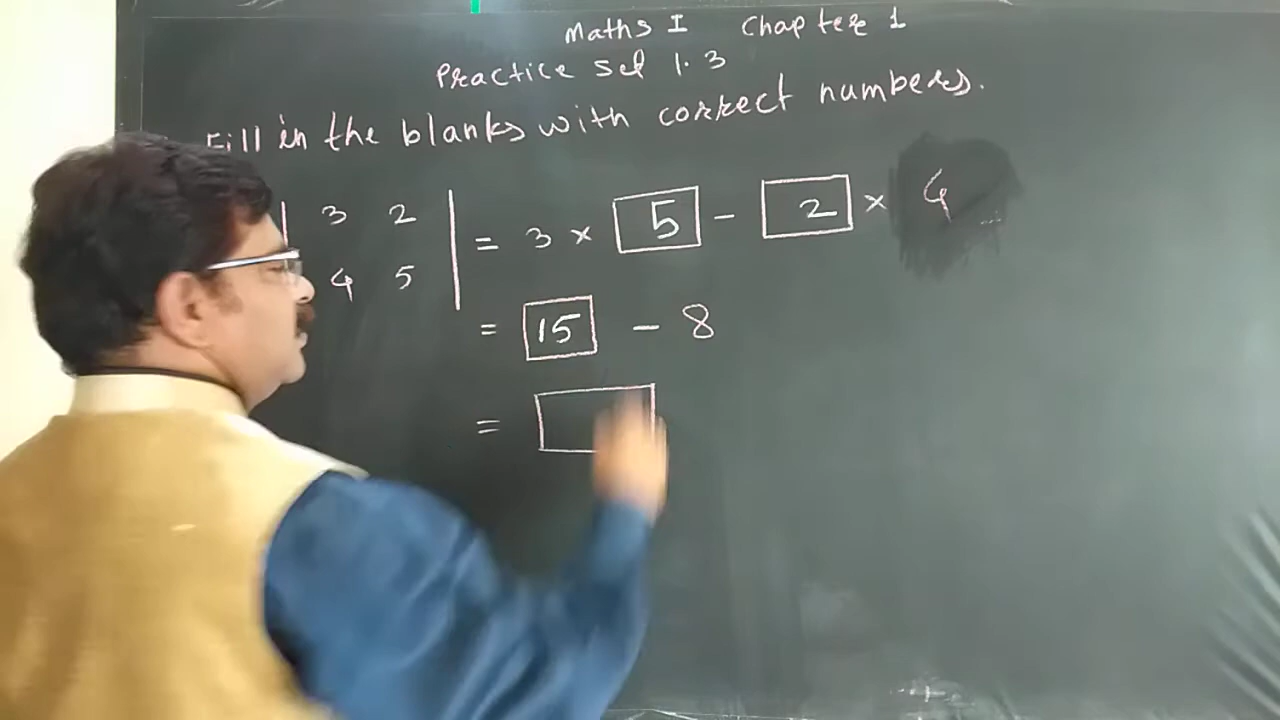 Maths I Chapter 1
Practice set 1.3
Fill in the blanks with correct numbers.
| 3 2 | = 3 × 5 - 2 × 4
4 5
= 15 - 8
=